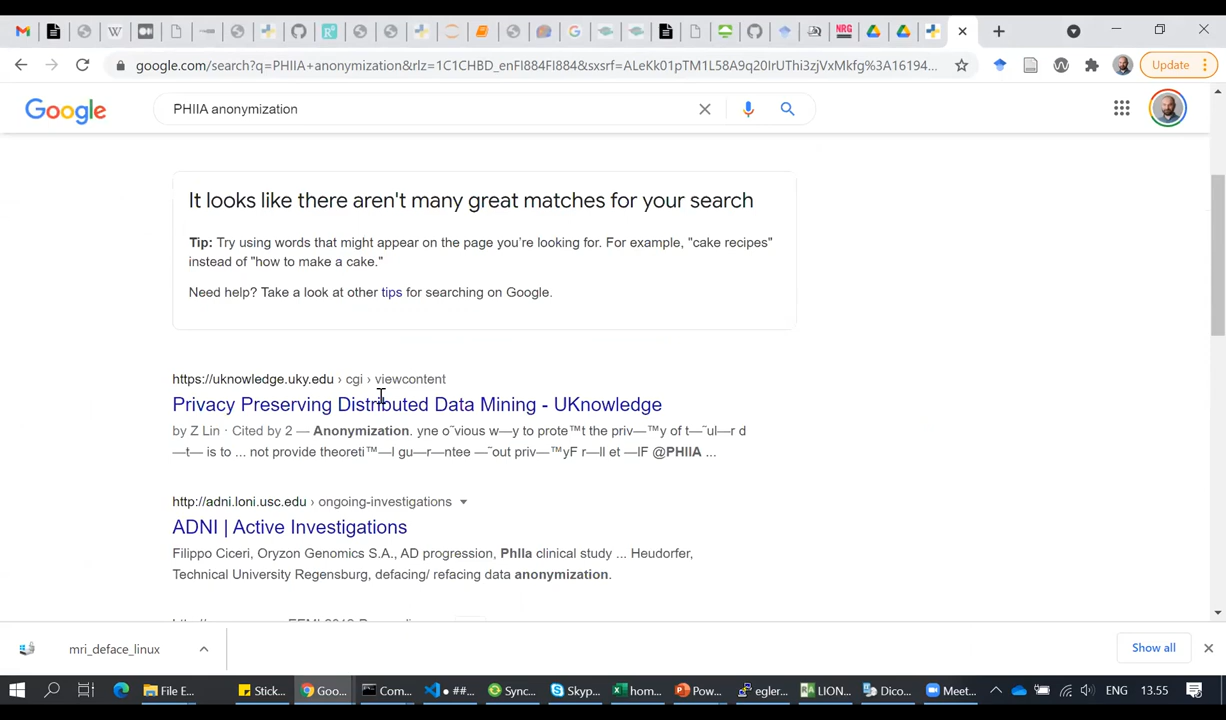 google.com/search?q=PHIIA+anonymization&rlz=1C1CHBD_enFI884FI884&sxsrf=ALeKk01pTM1L58A9q20IrUThi3zjVxMkfg%3A16194...
Update
Google
PHIIA anonymization
It looks like there aren't many great matches for your search
Tip: Try using words that might appear on the page you're looking for. For example, "cake recipes"
instead of "how to make a cake."
Need help? Take a look at other tips for searching on Google.
https://uknowledge.uky.edu › cgi › viewcontent
Privacy Preserving Distributed Data Mining - UKnowledge
by Z Lin · Cited by 2 — Anonymization. yne o˜vious w—y to prote™t the priv—™y of t—˜ul—r d
—t— is to ... not provide theoreti™—l gu—r—ntee —˜out priv—™yF r—ll et —lF @PHIIA ...
http://adni.loni.usc.edu › ongoing-investigations
ADNI | Active Investigations
Filippo Ciceri, Oryzon Genomics S.A., AD progression, PhIIa clinical study ... Heudorfer,
Technical University Regensburg, defacing/ refacing data anonymization.
mri_deface_linux
Show all
File E...
Stick...
Goo...
Com...
● ##...
Sync...
Skyp...
hom...
Pow...
egler...
LION...
Dico...
Meet...
ENG
13.55